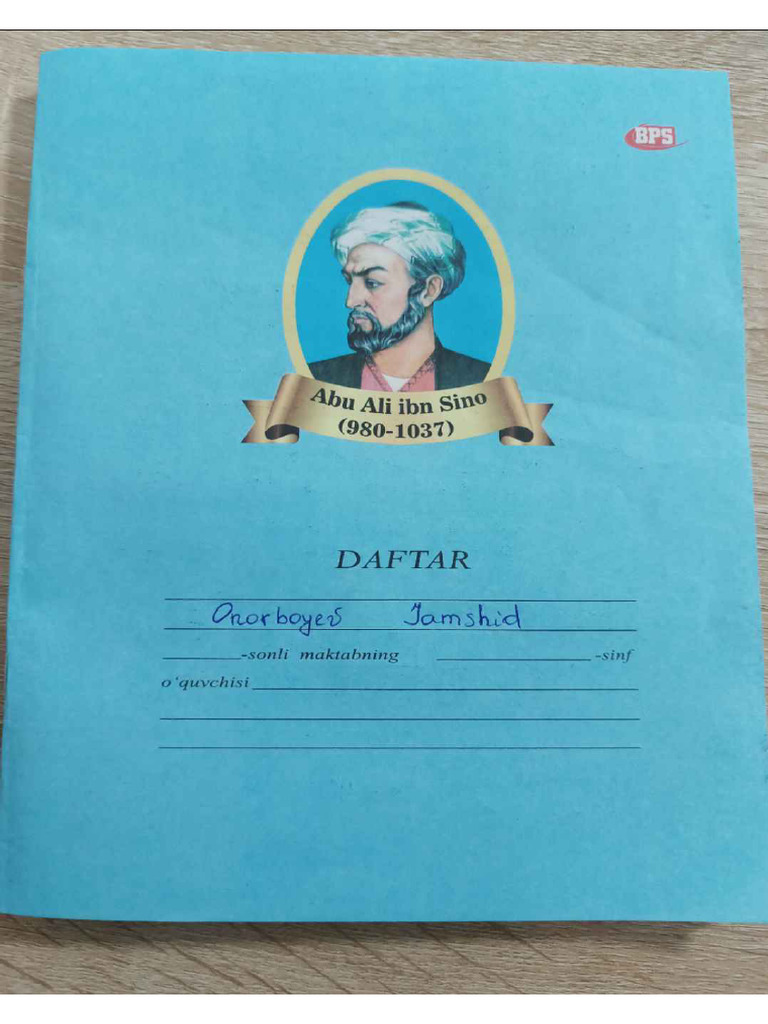 BPS
Abu Ali ibn Sino
(980-1037)
DAFTAR
Onorboyev Jamshid
-sonli maktabning -sinf
o‘quvchisi